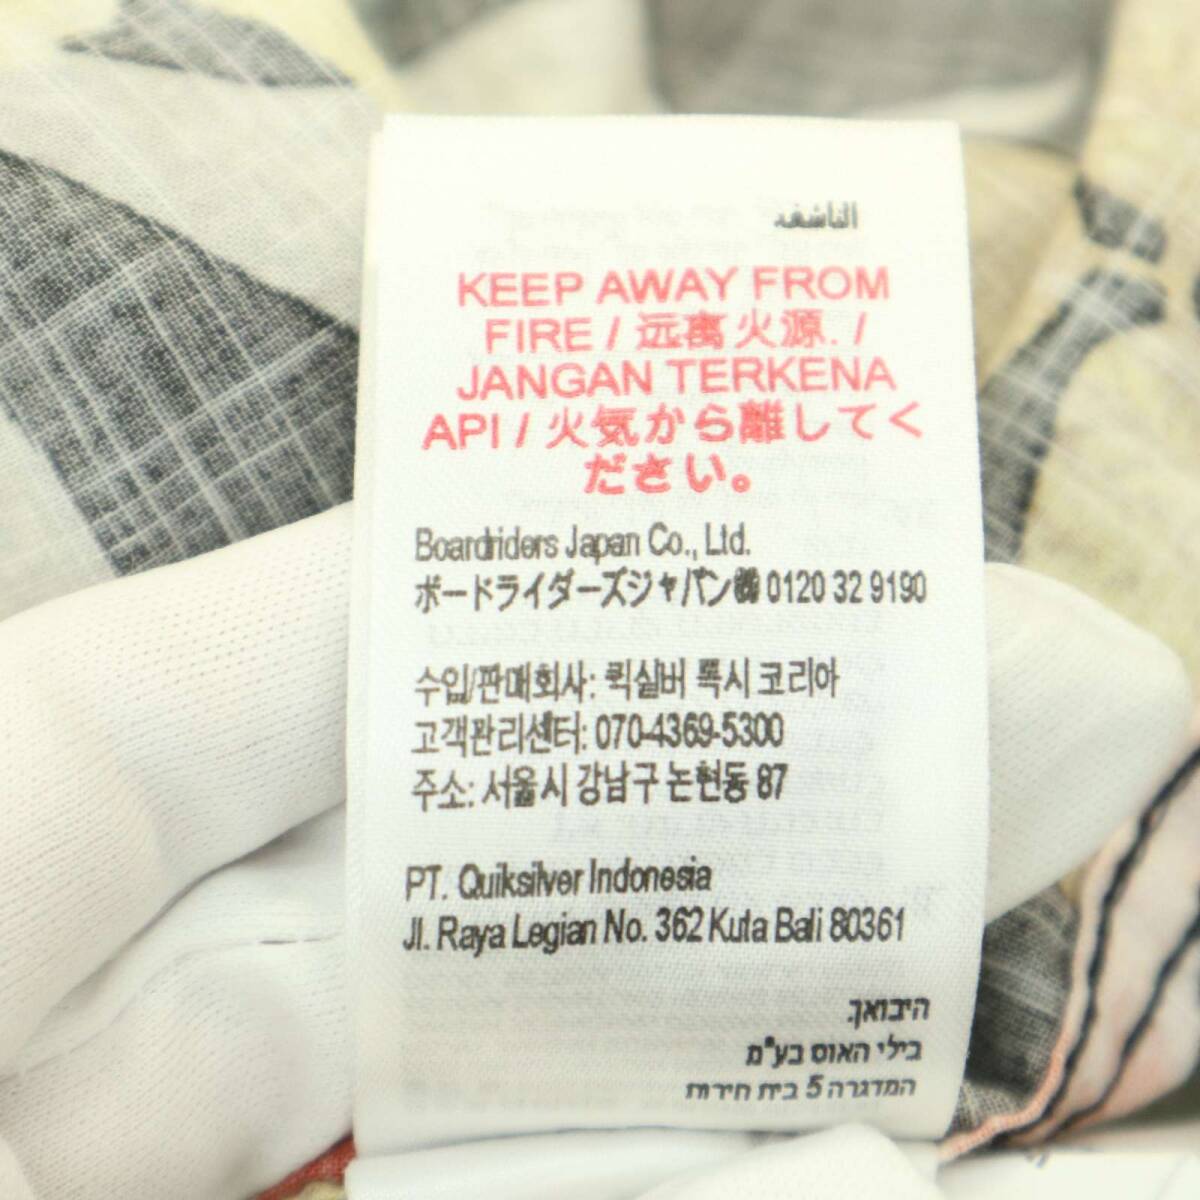 الناشفة
KEEP AWAY FROM
FIRE / 远离火源. /
JANGAN TERKENA
API / 火気から離してく
ださい。
Boardriders Japan Co., Ltd.
ボードライダーズジャパン㈱ 0120 32 9190
수입/판매회사: 퀵실버 록시 코리아
고객관리센터: 070-4369-5300
주소: 서울시 강남구 논현동 87
PT. Quiksilver Indonesia
Jl. Raya Legian No. 362 Kuta Bali 80361
היבואן.
בילי האוס בע"מ
המדגרה 5 בית חירות